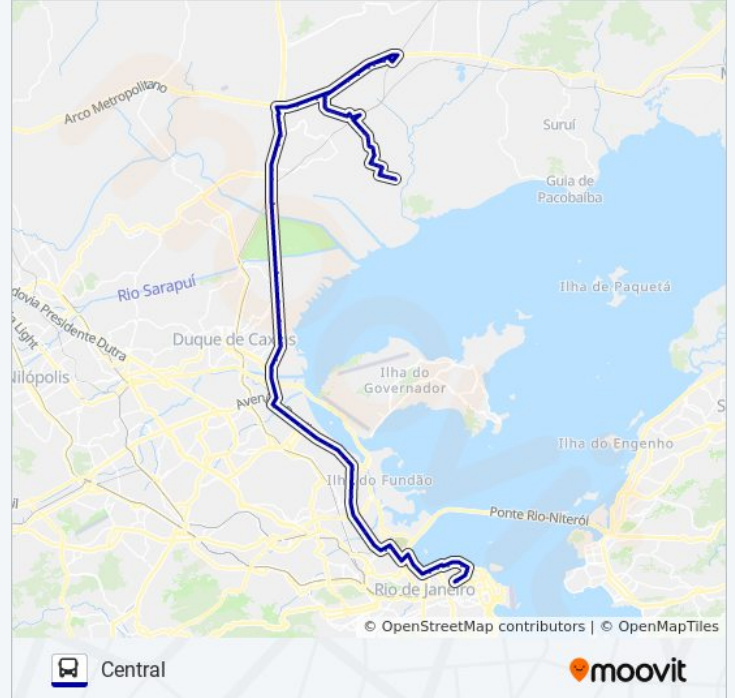 Arco Metropolitano
Suruí
Guia de
Pacobaíba
Rio Sarapuí
Ilha de Paquetá
Rodovia Presidente Dutra
Light
Duque de Caxias
Nilópolis
Ilha do
Governador
Ilha do Engenho
Ilha do Fundão
Ponte Rio-Niterói
Rio de Janeiro
© OpenStreetMap contributors | © OpenMapTiles
Central
moovit